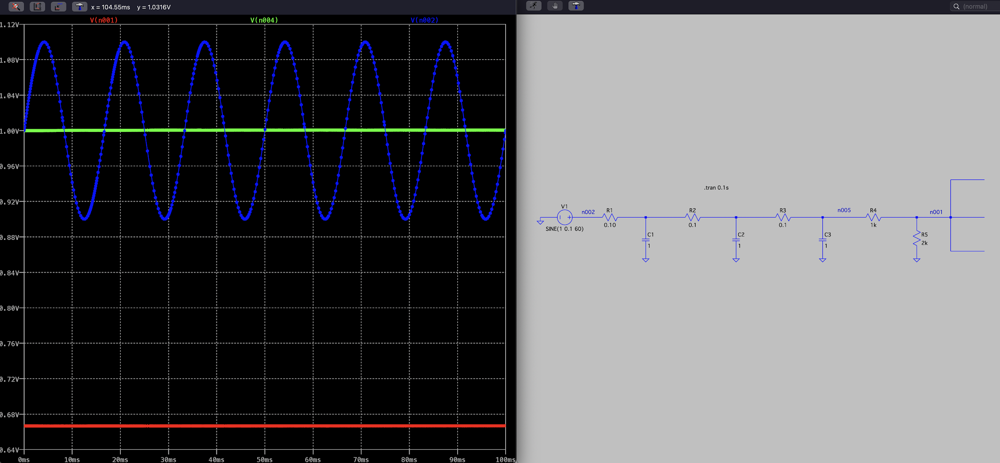 x = 104.55ms y = 1.0316V
(normal)
V(n001) V(n004) V(n002)
1.12V
1.08V
1.04V
1.00V
0.96V
0.92V
0.88V
0.84V
0.80V
0.76V
0.72V
0.68V
0.64V
0ms 10ms 20ms 30ms 40ms 50ms 60ms 70ms 80ms 90ms 100ms
.tran 0.1s
V1
SINE(1 0.1 60)
n002
R1
0.10
C1
1
R2
0.1
C2
1
R3
0.1
C3
1
n005
R4
1k
R5
2k
n001